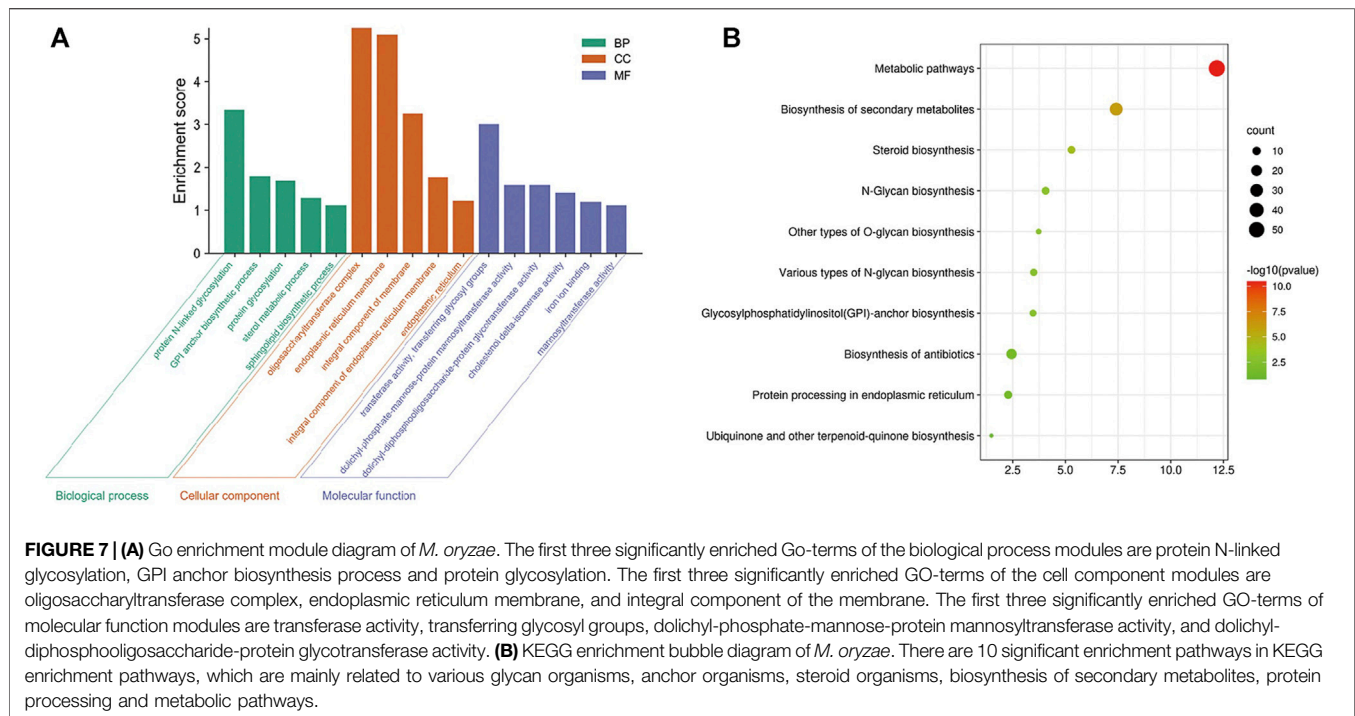 A
Enrichment score
5
4
3
2
1
0
BP
CC
MF
protein N-linked glycosylation
GPI anchor biosynthetic process
protein glycosylation
sterol metabolic process
sphingolipid biosynthetic process
oligosaccharyltransferase complex
endoplasmic reticulum membrane
integral component of membrane
integral component of endoplasmic reticulum membrane
endoplasmic reticulum
transferase activity, transferring glycosyl groups
dolichyl-phosphate-mannose-protein mannosyltransferase activity
dolichyl-diphosphooligosaccharide-protein glycotransferase activity
cholestenol delta-isomerase activity
iron ion binding
mannosyltransferase activity
Biological process
Cellular component
Molecular function
B
Metabolic pathways
Biosynthesis of secondary metabolites
Steroid biosynthesis
N-Glycan biosynthesis
Other types of O-glycan biosynthesis
Various types of N-glycan biosynthesis
Glycosylphosphatidylinositol(GPI)-anchor biosynthesis
Biosynthesis of antibiotics
Protein processing in endoplasmic reticulum
Ubiquinone and other terpenoid-quinone biosynthesis
2.5 5.0 7.5 10.0 12.5
count
10
20
30
40
50
-log10(pvalue)
10.0
7.5
5.0
2.5
FIGURE 7 | (A) Go enrichment module diagram of M. oryzae. The first three significantly enriched Go-terms of the biological process modules are protein N-linked
glycosylation, GPI anchor biosynthesis process and protein glycosylation. The first three significantly enriched GO-terms of the cell component modules are
oligosaccharyltransferase complex, endoplasmic reticulum membrane, and integral component of the membrane. The first three significantly enriched GO-terms of
molecular function modules are transferase activity, transferring glycosyl groups, dolichyl-phosphate-mannose-protein mannosyltransferase activity, and dolichyl-
diphosphooligosaccharide-protein glycotransferase activity. (B) KEGG enrichment bubble diagram of M. oryzae. There are 10 significant enrichment pathways in KEGG
enrichment pathways, which are mainly related to various glycan organisms, anchor organisms, steroid organisms, biosynthesis of secondary metabolites, protein
processing and metabolic pathways.